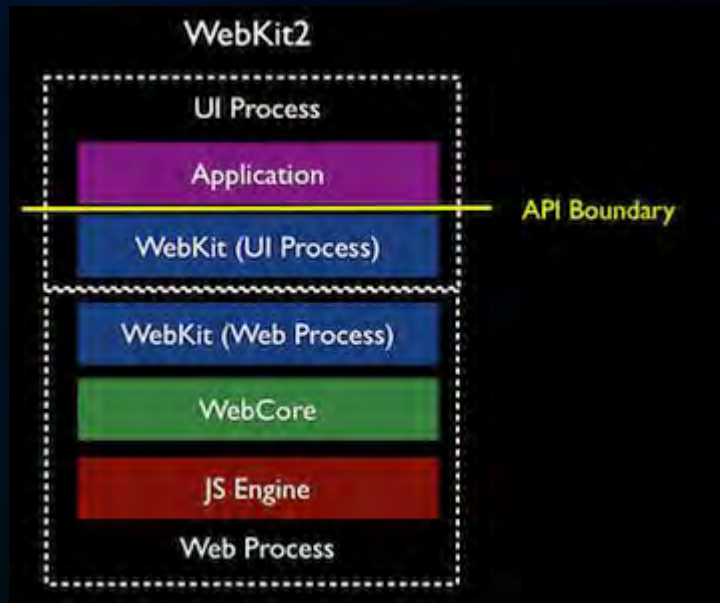 WebKit2
UI Process
Application
API Boundary
WebKit (UI Process)
WebKit (Web Process)
WebCore
JS Engine
Web Process